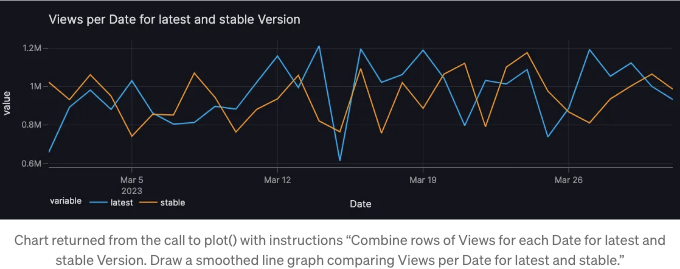 Views per Date for latest and stable Version
1.2M
1M
0.8M
0.6M
value
Mar 5
2023
Mar 12
Mar 19
Mar 26
Date
variable
latest
stable
Chart returned from the call to plot() with instructions “Combine rows of Views for each Date for latest and
stable Version. Draw a smoothed line graph comparing Views per Date for latest and stable.”